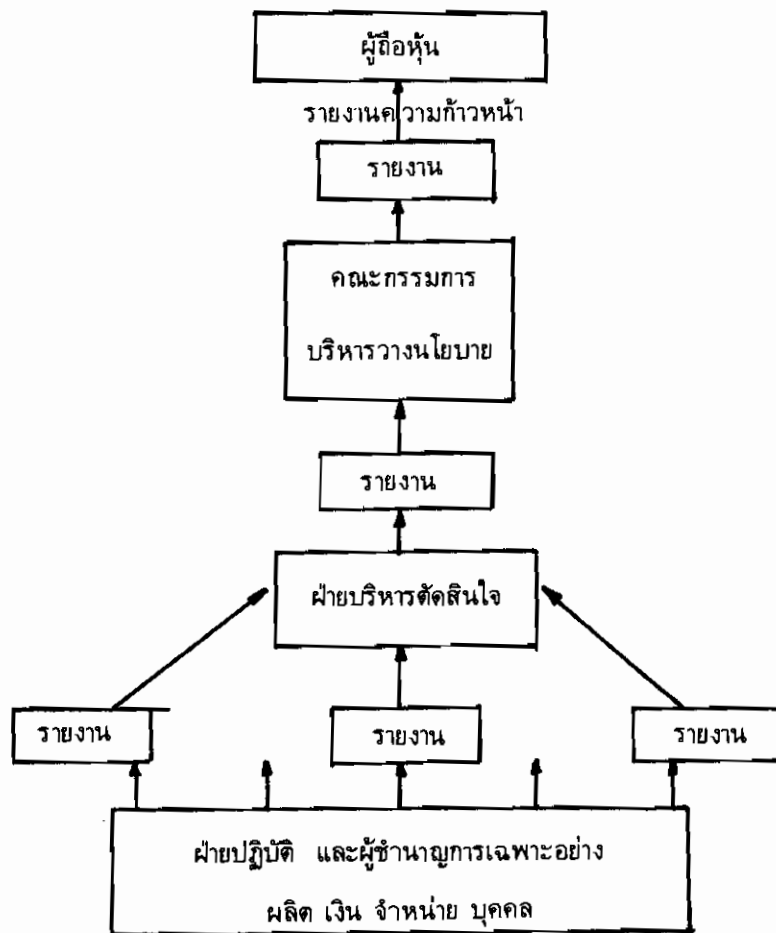 ผู้ถือหุ้น
รายงานความก้าวหน้า
รายงาน
คณะกรรมการ
บริหารวางนโยบาย
รายงาน
ฝ่ายบริหารตัดสินใจ
รายงาน
รายงาน
รายงาน
ฝ่ายปฏิบัติ และผู้ชำนาญการเฉพาะอย่าง
ผลิต เงิน จำหน่าย บุคคล